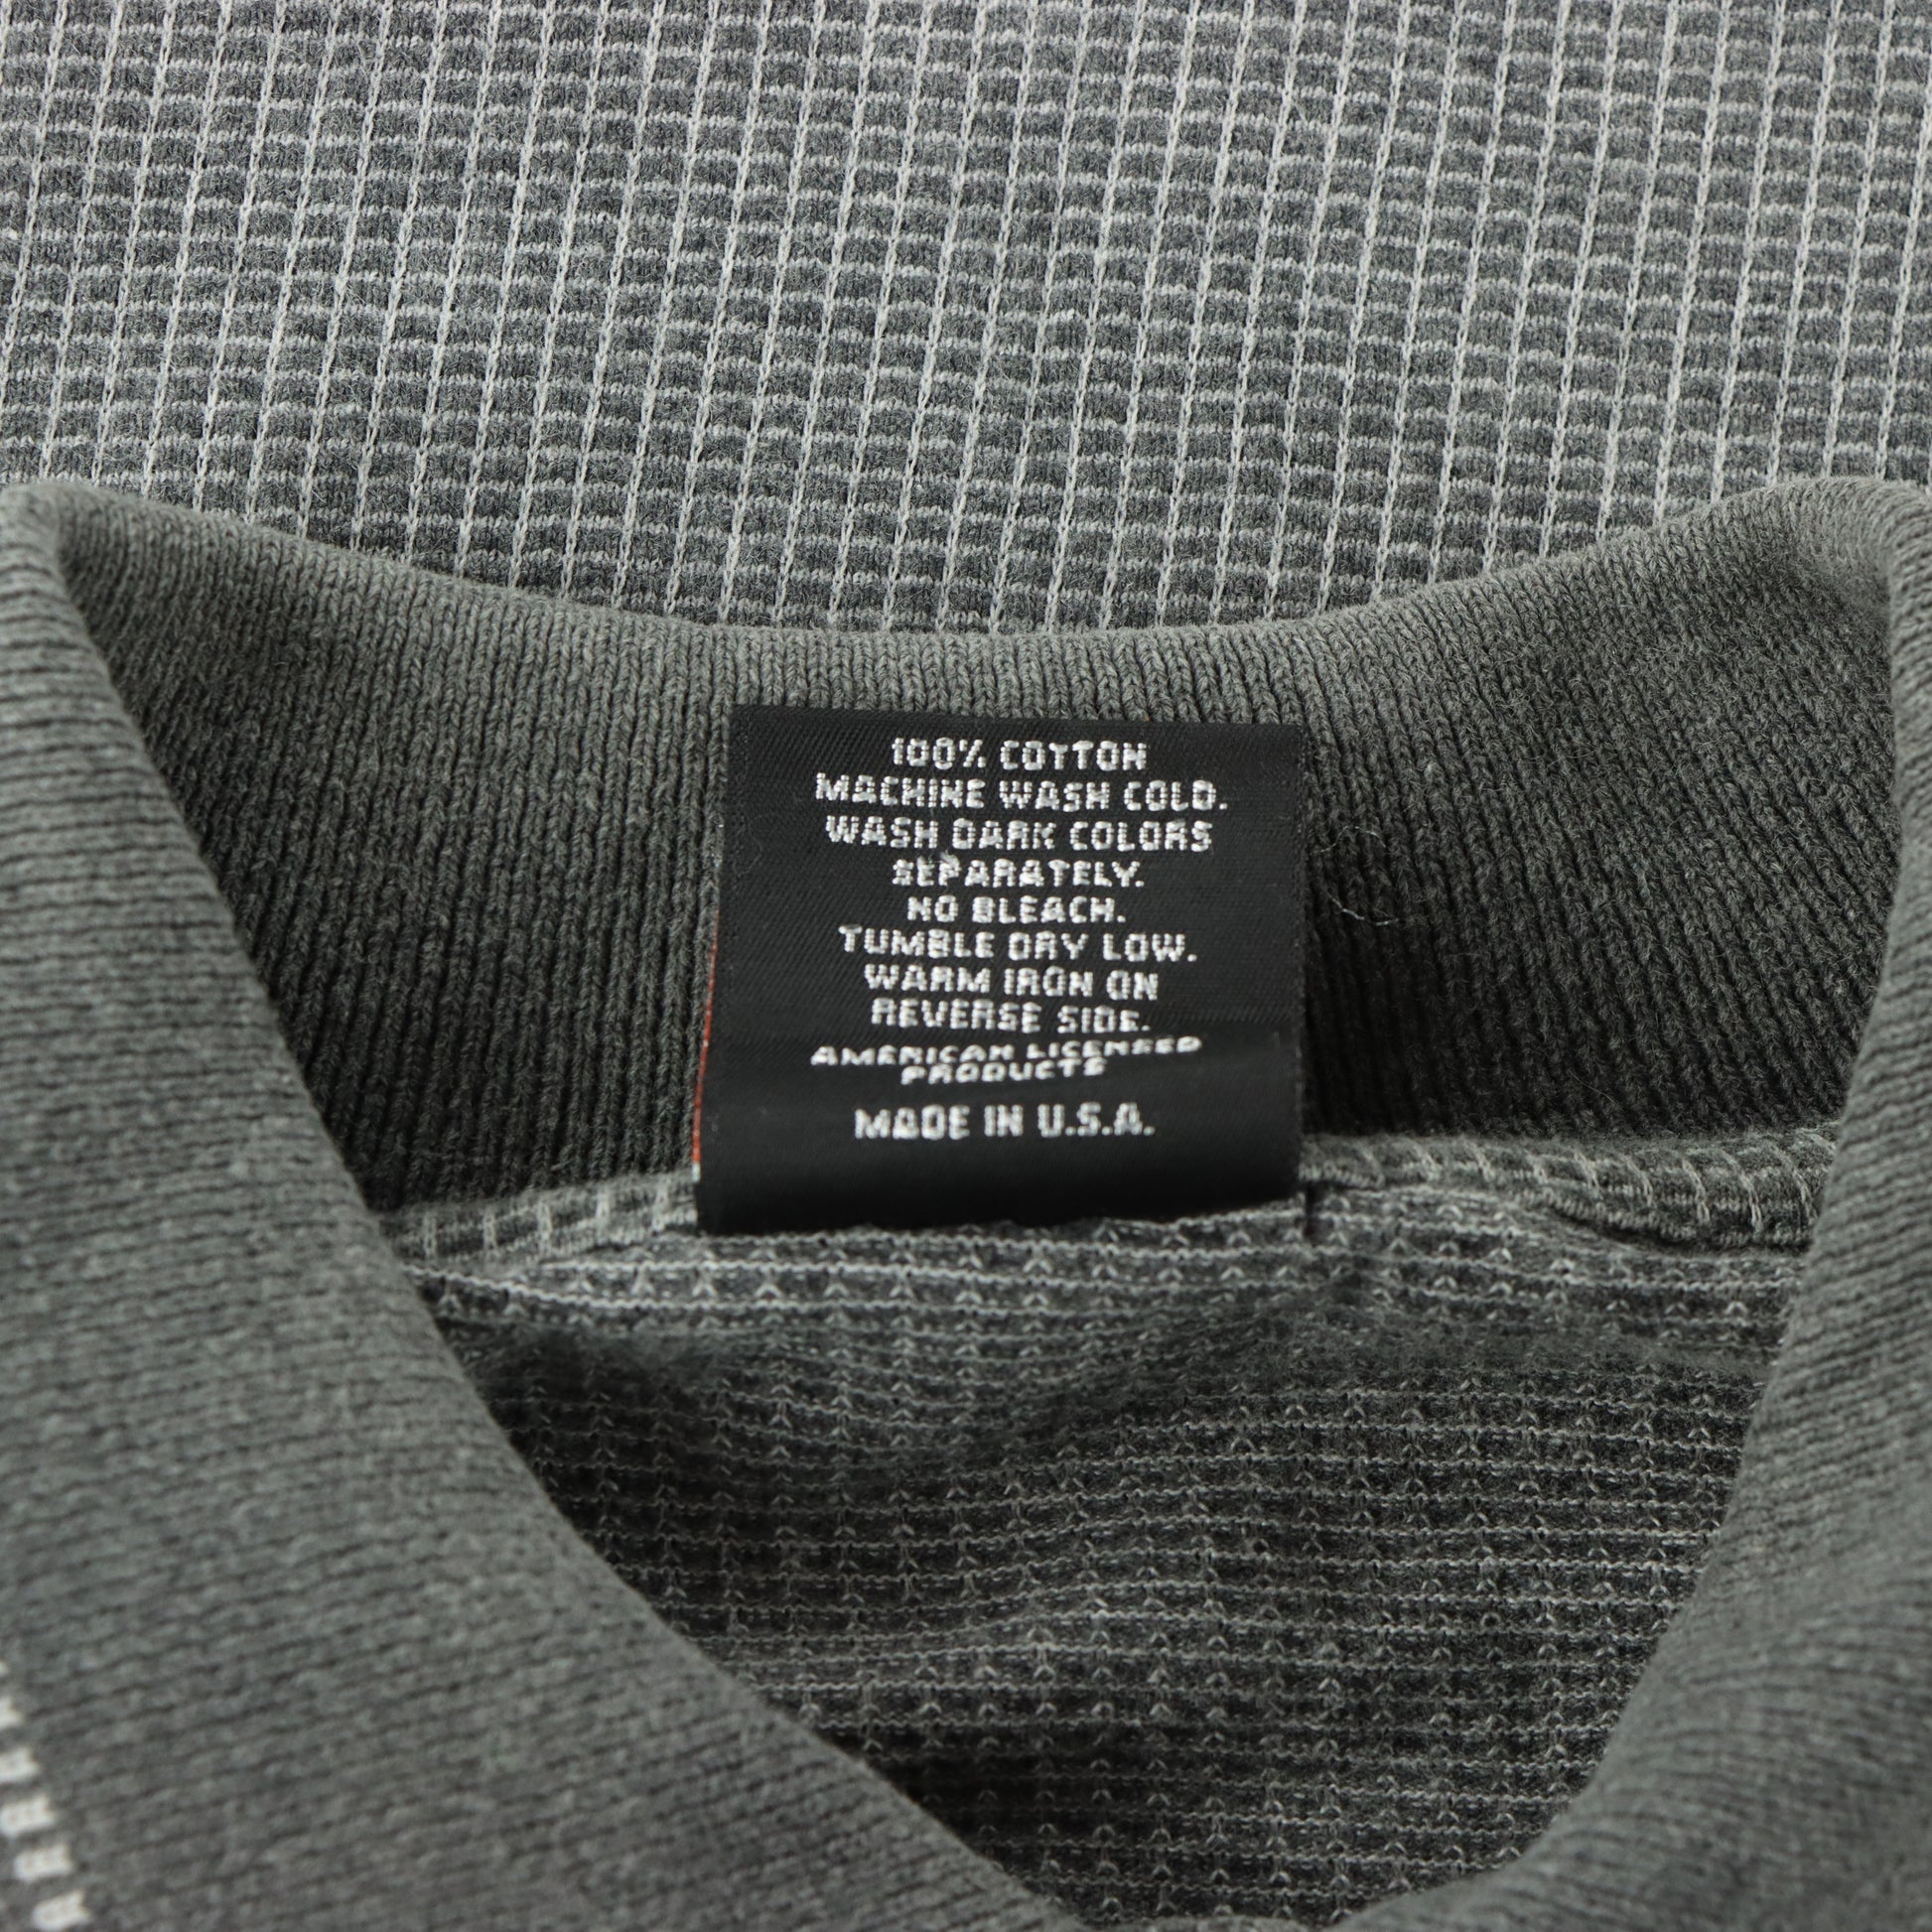 100% COTTON
MACHINE WASH COLD.
WASH DARK COLORS
SEPARATELY.
NO BLEACH.
TUMBLE DRY LOW.
WARM IRON ON
REVERSE SIDE.
AMERICAN LICENSED
PRODUCTS
MADE IN U.S.A.